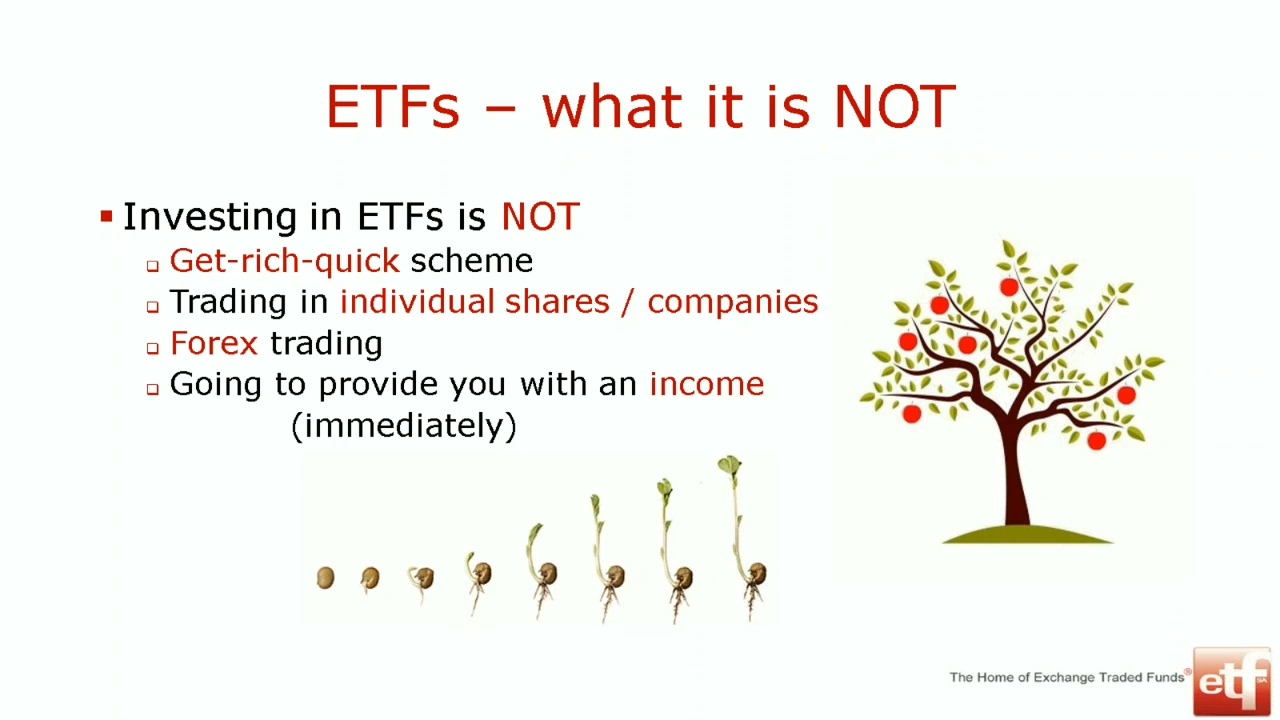 ETFs – what it is NOT
Investing in ETFs is NOT
Get-rich-quick scheme
Trading in individual shares / companies
Forex trading
Going to provide you with an income
(immediately)
The Home of Exchange Traded Funds®
etf
SA